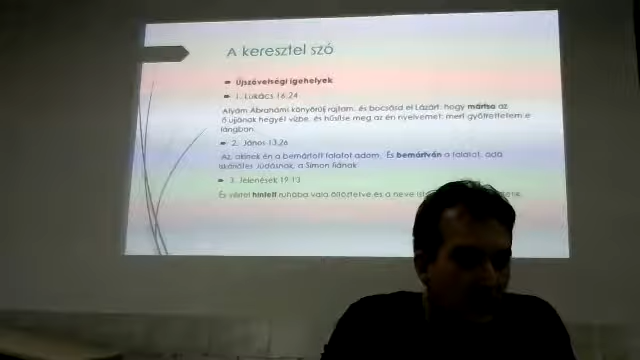 A keresztel szó
Újszövetségi igehelyek
1. Lukács 16:24
Atyám Ábrahám! könyörülj rajtam, és bocsásd el Lázárt, hogy mártsa az
ő ujjának hegyét vízbe, és hűsítse meg az én nyelvemet; mert gyötrettetem e
lángban.
2. János 13,26
Az, akinek én a bemártott falatot adom. És bemártván a falatot, adá
Iskáriótes Júdásnak, a Simon fiának
3. Jelenések 19:13
És vérrel hintett ruhába vala öltöztetve és a neve